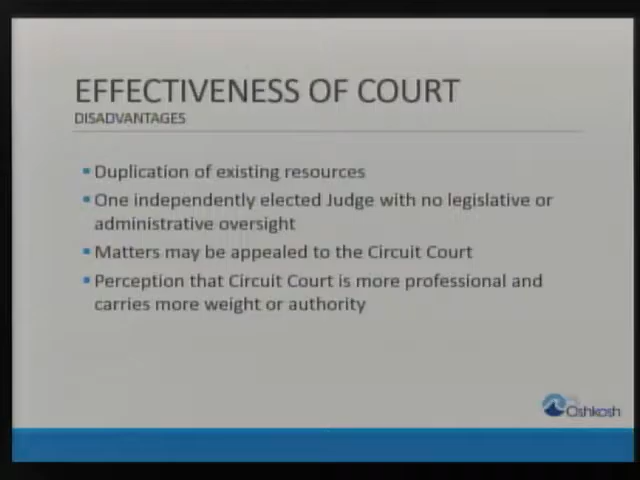 EFFECTIVENESS OF COURT
DISADVANTAGES
Duplication of existing resources
One independently elected Judge with no legislative or
administrative oversight
Matters may be appealed to the Circuit Court
Perception that Circuit Court is more professional and
carries more weight or authority
Oshkosh